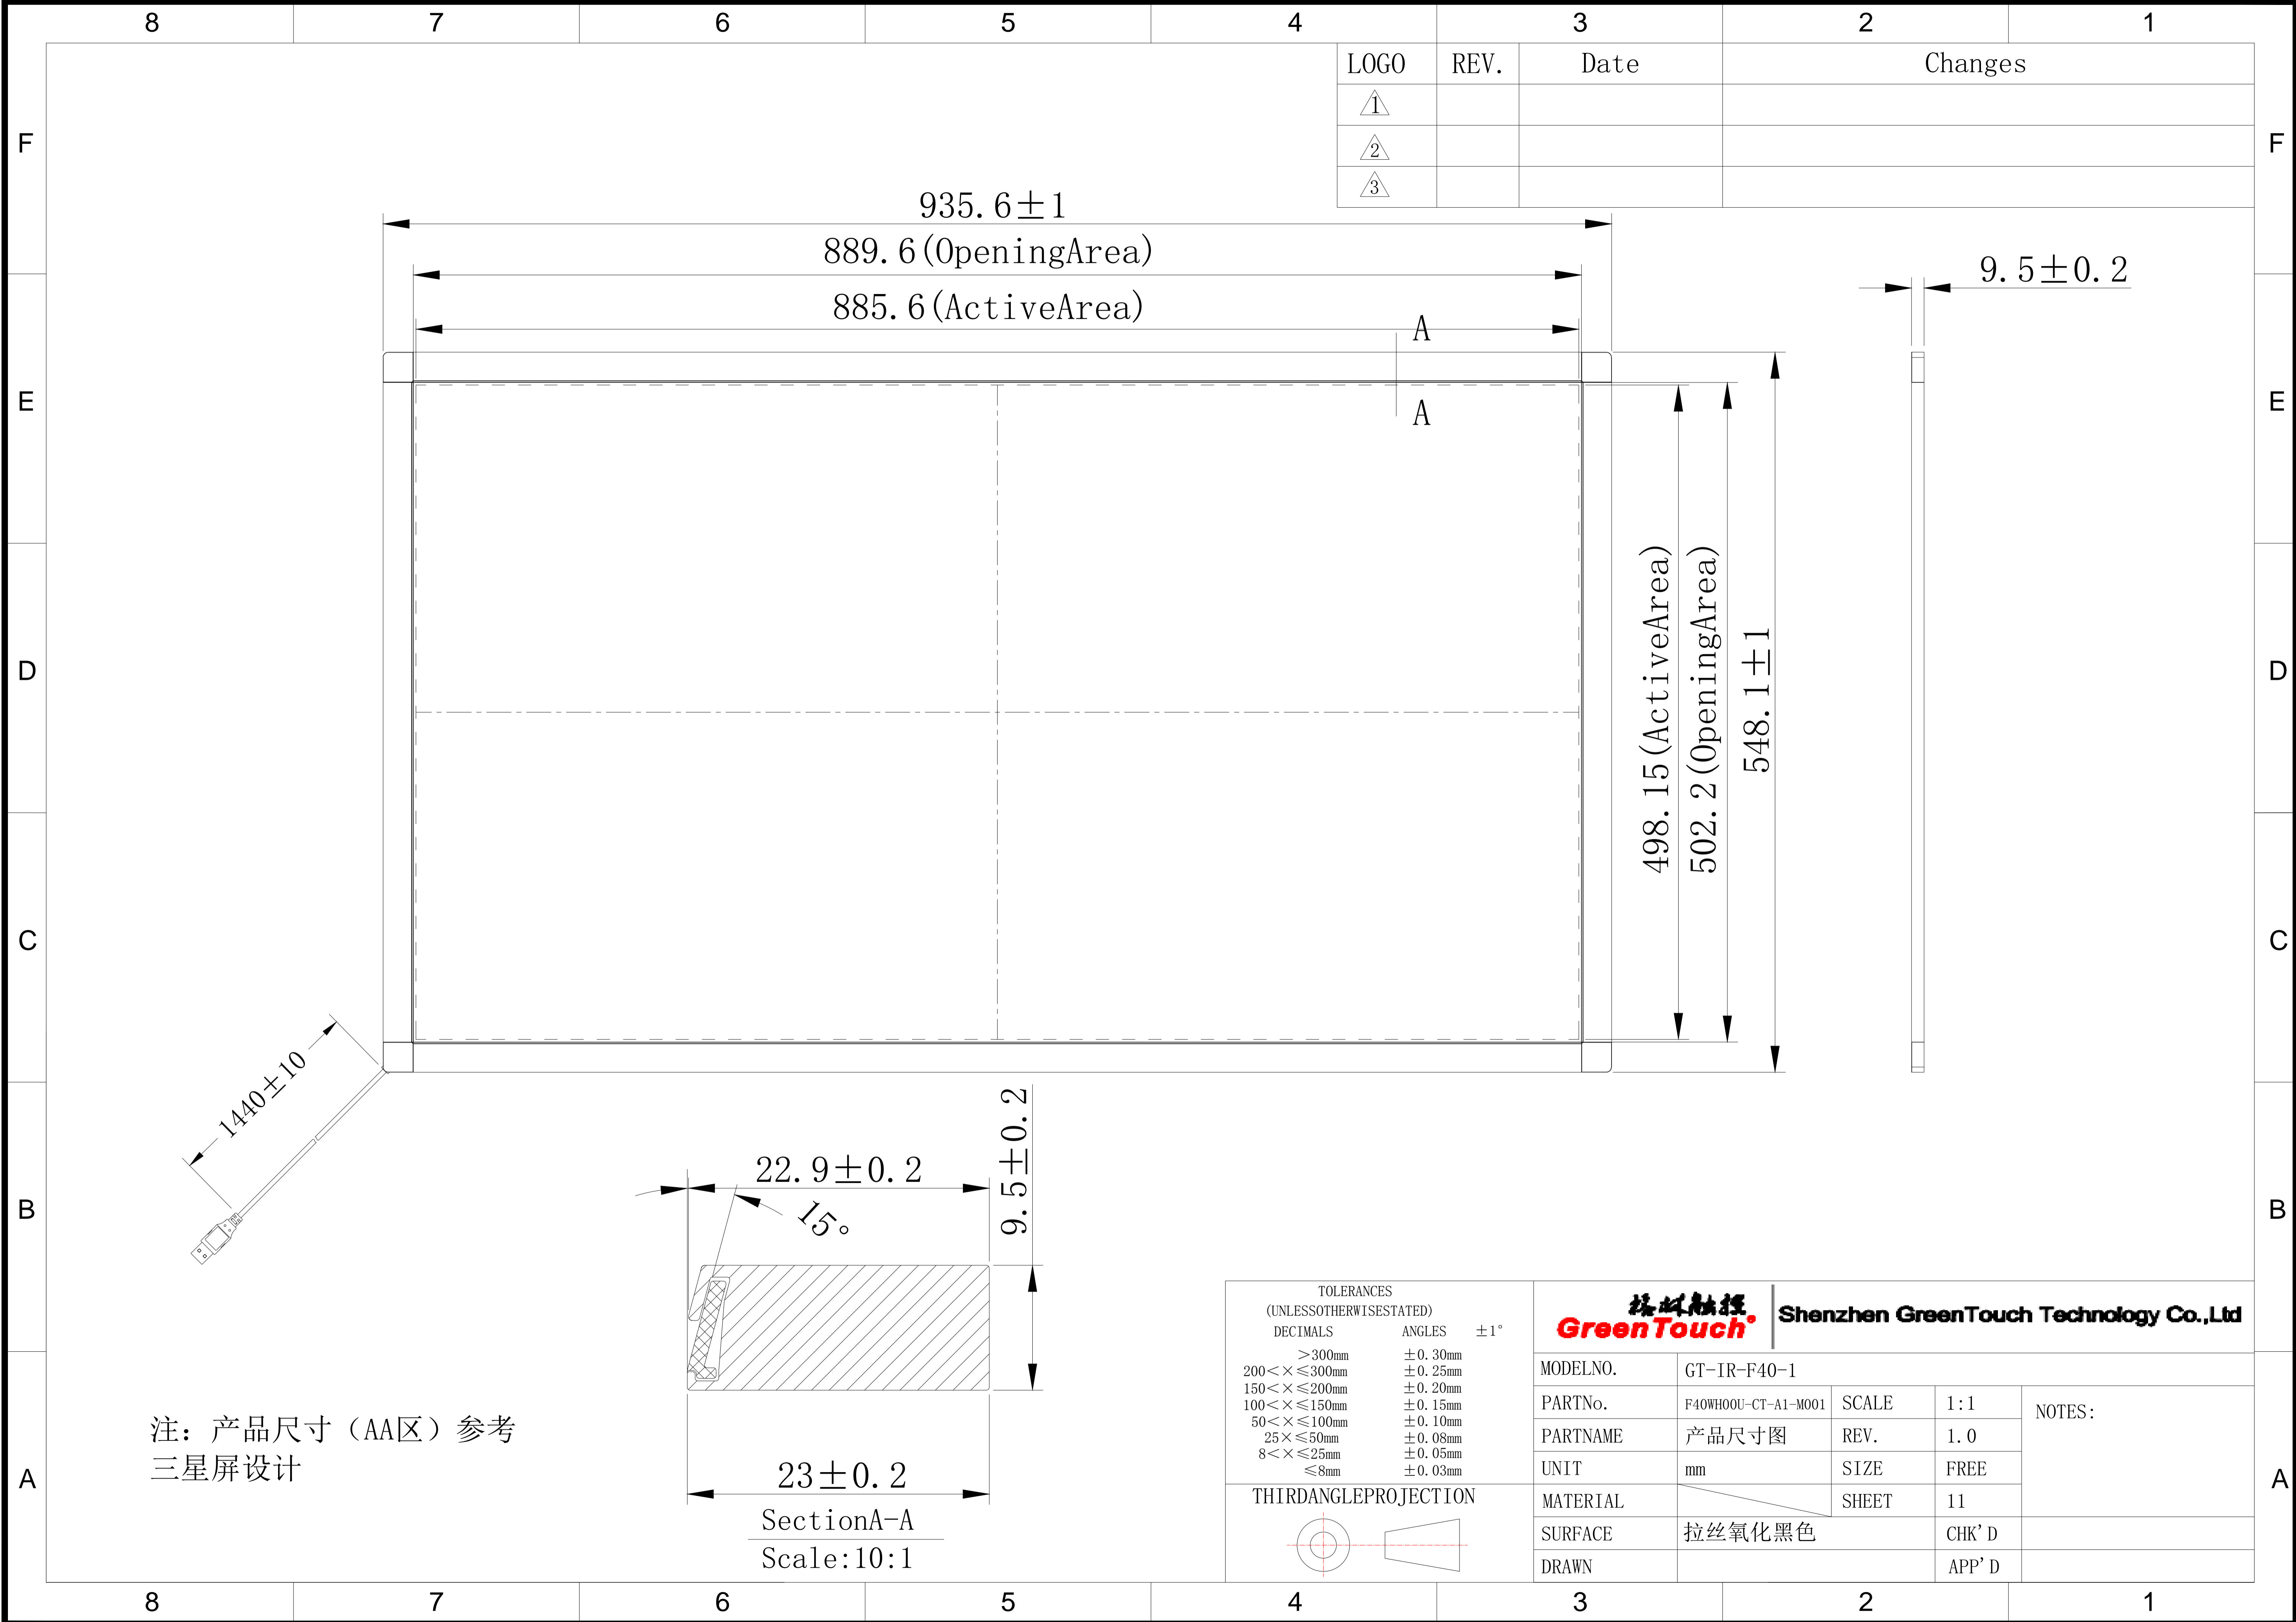 8 7 6 5 4 3 2 1
LOGO REV. Date Changes
1
2
3
F F
935.6±1
889.6(OpeningArea)
885.6(ActiveArea)
9.5±0.2
A
A
E E
498.15(ActiveArea)
502.2(OpeningArea)
548.1±1
D D
C C
1440±10
22.9±0.2
15°
9.5±0.2
B B
23±0.2
SectionA-A
Scale:10:1
注：产品尺寸（AA区）参考
三星屏设计
A A
TOLERANCES
(UNLESSOTHERWISESTATED)
DECIMALS ANGLES ±1°
>300mm ±0.30mm
200<×≤300mm ±0.25mm
150<×≤200mm ±0.20mm
100<×≤150mm ±0.15mm
50<×≤100mm ±0.10mm
25×≤50mm ±0.08mm
8<×≤25mm ±0.05mm
≤8mm ±0.03mm
THIRDANGLEPROJECTION
GreenTouch
Shenzhen GreenTouch Technology Co.,Ltd
MODELNO. GT-IR-F40-1
PARTNo. F40WH00U-CT-A1-M001 SCALE 1:1 NOTES:
PARTNAME 产品尺寸图 REV. 1.0
UNIT mm SIZE FREE
MATERIAL SHEET 11
SURFACE 拉丝氧化黑色 CHK'D
DRAWN APP'D
8 7 6 5 4 3 2 1